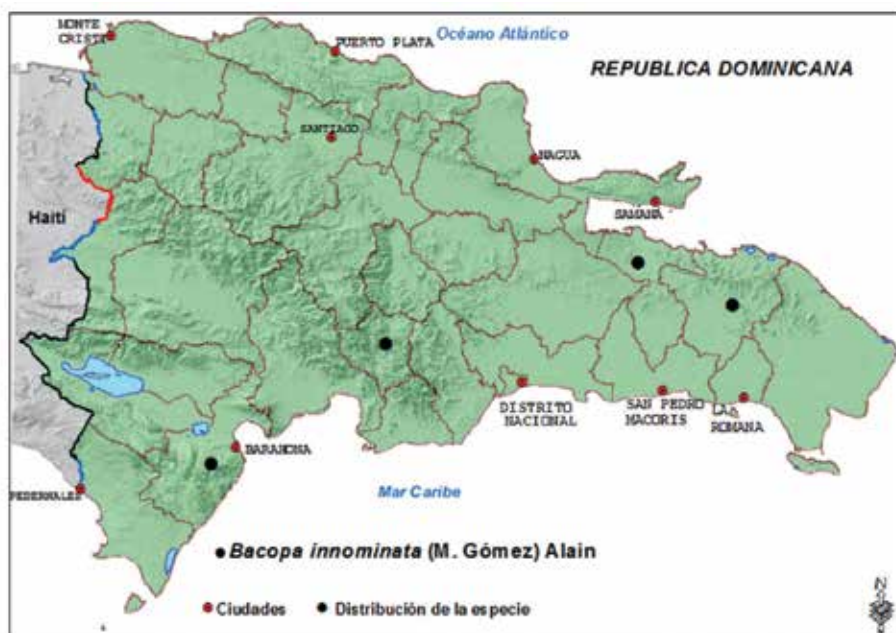 MONTE
CRISTI
PUERTO PLATA
Océano Atlántico
REPUBLICA DOMINICANA
SANTIAGO
NAGUA
SAMANA
Haití
DISTRITO
NACIONAL
SAN PEDRO
MACORIS
LA
ROMANA
BARAHONA
PEDERNALES
Mar Caribe
Bacopa innominata (M. Gómez) Alain
Ciudades
Distribución de la especie
N